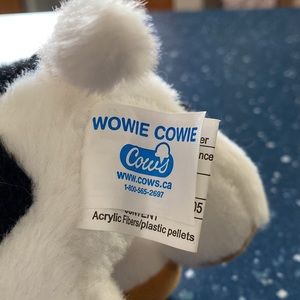 WOWIE COWIE
Cows
www.cows.ca
1-800-565-2697
Acrylic Fibers/plastic pellets